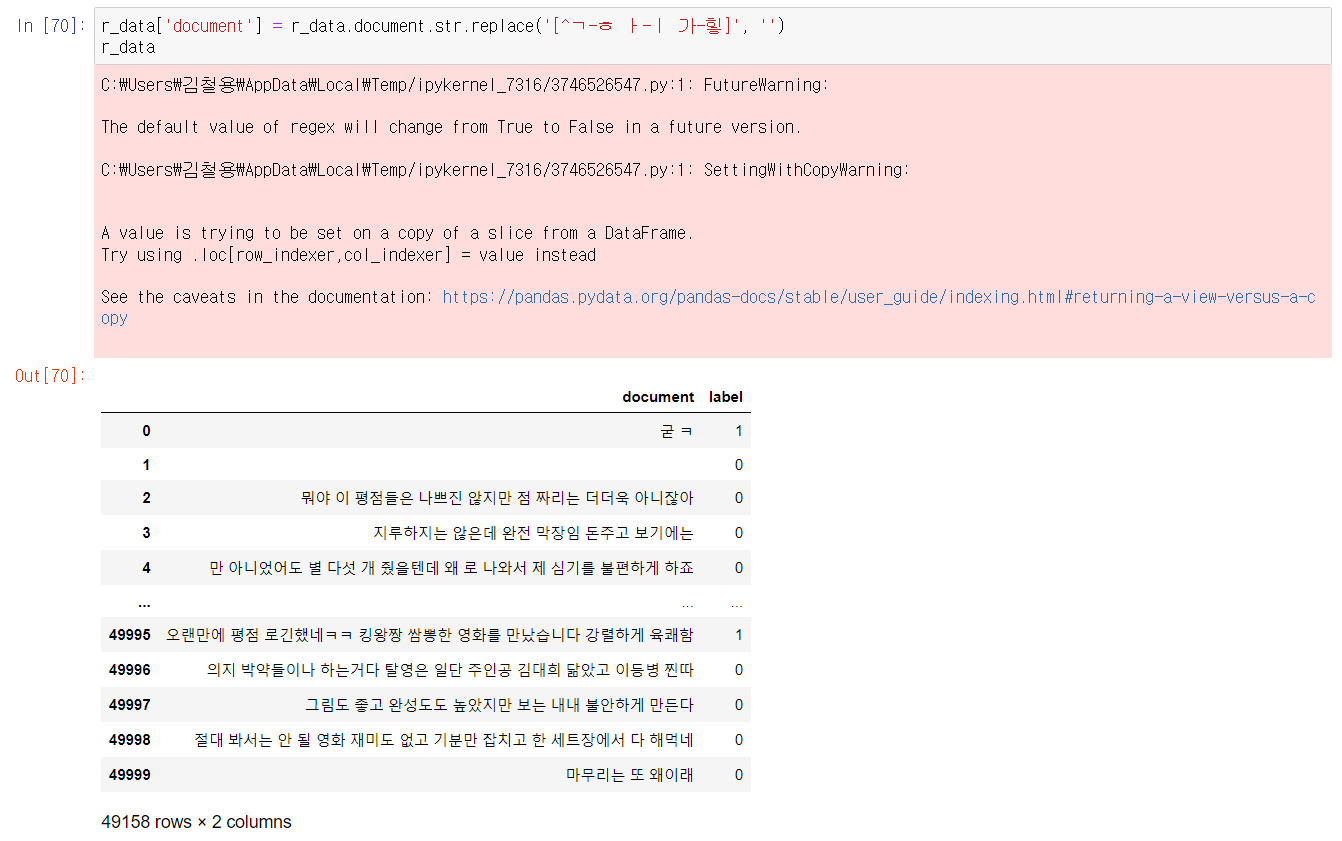 In [70]: r_data['document'] = r_data.document.str.replace('[^ㄱ-ㅎ ㅏ-ㅣ 가-힣]', '')
r_data
C:₩Users₩김철용₩AppData₩Local₩Temp/ipykernel_7316/3746526547.py:1: FutureWarning:
The default value of regex will change from True to False in a future version.
C:₩Users₩김철용₩AppData₩Local₩Temp/ipykernel_7316/3746526547.py:1: SettingWithCopyWarning:
A value is trying to be set on a copy of a slice from a DataFrame.
Try using .loc[row_indexer,col_indexer] = value instead
See the caveats in the documentation: https://pandas.pydata.org/pandas-docs/stable/user_guide/indexing.html#returning-a-view-versus-a-c
opy
Out[70]:
document label
0 굳 ㅋ 1
1 0
2 뭐야 이 평점들은 나쁘진 않지만 점 짜리는 더더욱 아니잖아 0
3 지루하지는 않은데 완전 막장임 돈주고 보기에는 0
4 만 아니었어도 별 다섯 개 줬을텐데 왜 로 나와서 제 심기를 불편하게 하죠 0
... ... ...
49995 오랜만에 평점 로긴했네ㅋㅋ 킹왕짱 쌈뽕한 영화를 만났습니다 강렬하게 육쾌함 1
49996 의지 박약들이나 하는거다 탈영은 일단 주인공 김대희 닮았고 이등병 찐따 0
49997 그림도 좋고 완성도도 높았지만 보는 내내 불안하게 만든다 0
49998 절대 봐서는 안 될 영화 재미도 없고 기분만 잡치고 한 세트장에서 다 해먹네 0
49999 마무리는 또 왜이래 0
49158 rows × 2 columns